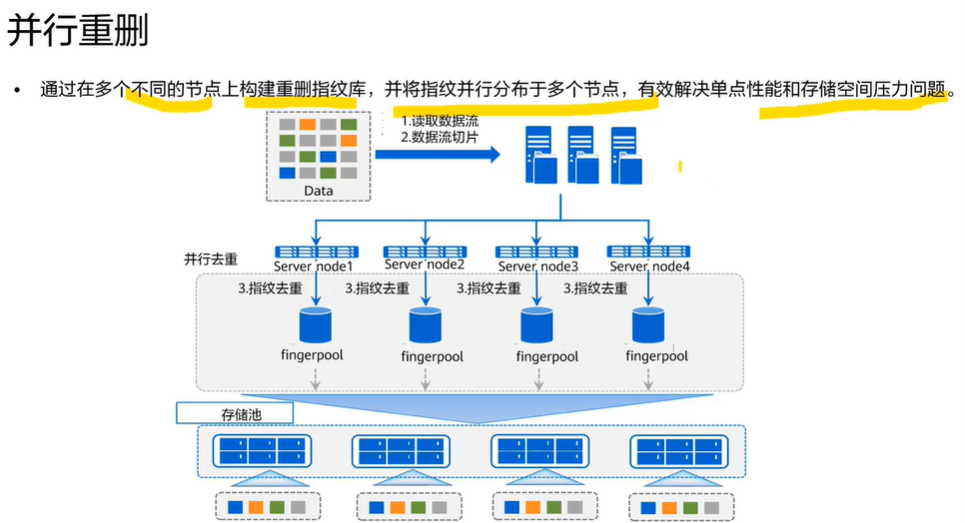 并行重删
• 通过在多个不同的节点上构建重删指纹库，并将指纹并行分布于多个节点，有效解决单点性能和存储空间压力问题。
1.读取数据流
2.数据流切片
Data
并行去重
Server node1
Server node2
Server node3
Server node4
3.指纹去重
3.指纹去重
3.指纹去重
3.指纹去重
fingerpool
fingerpool
fingerpool
fingerpool
存储池